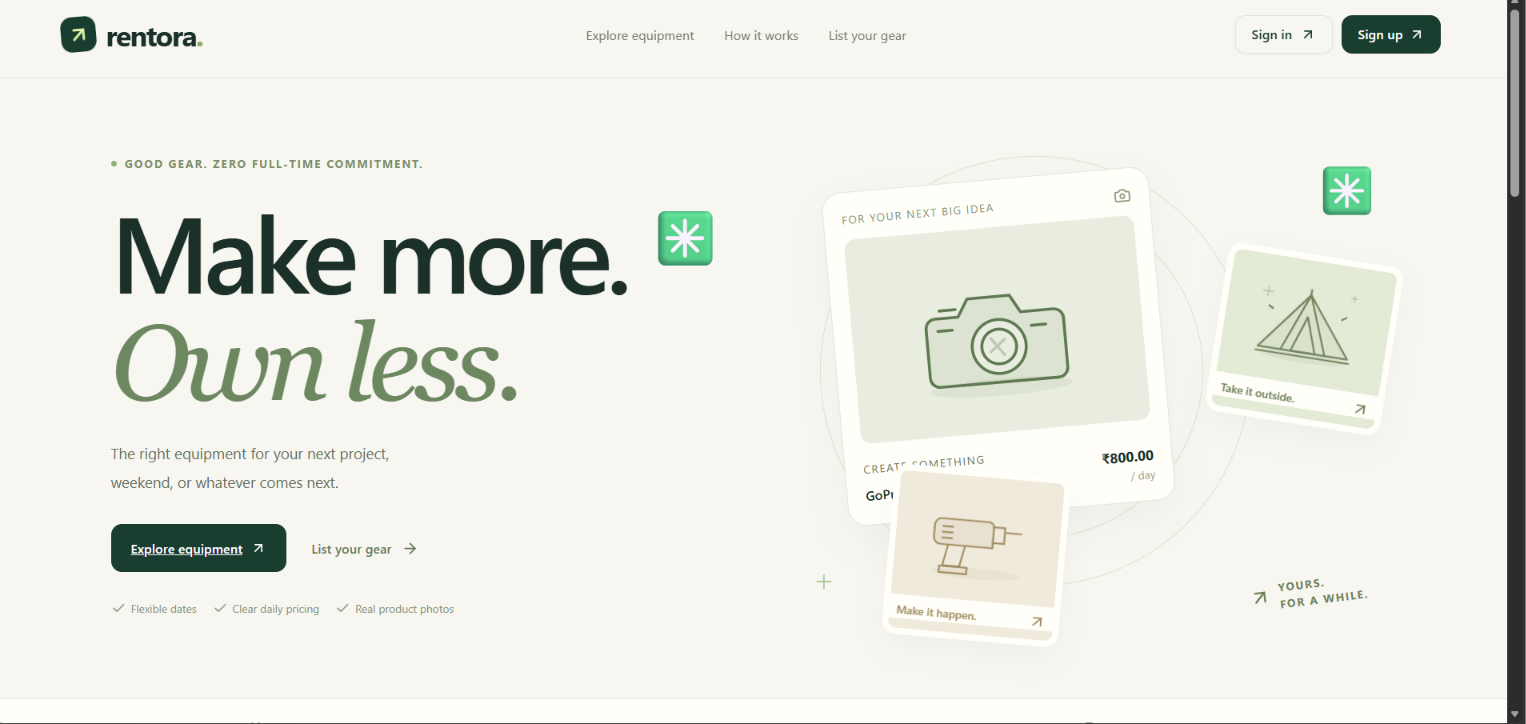 rentora.
Explore equipment
How it works
List your gear
Sign in
Sign up
GOOD GEAR. ZERO FULL-TIME COMMITMENT.
Make more.
Own less.
The right equipment for your next project,
weekend, or whatever comes next.
Explore equipment
List your gear
Flexible dates
Clear daily pricing
Real product photos
FOR YOUR NEXT BIG IDEA
CREATE SOMETHING
₹800.00
/ day
Take it outside.
Make it happen.
YOURS.
FOR A WHILE.